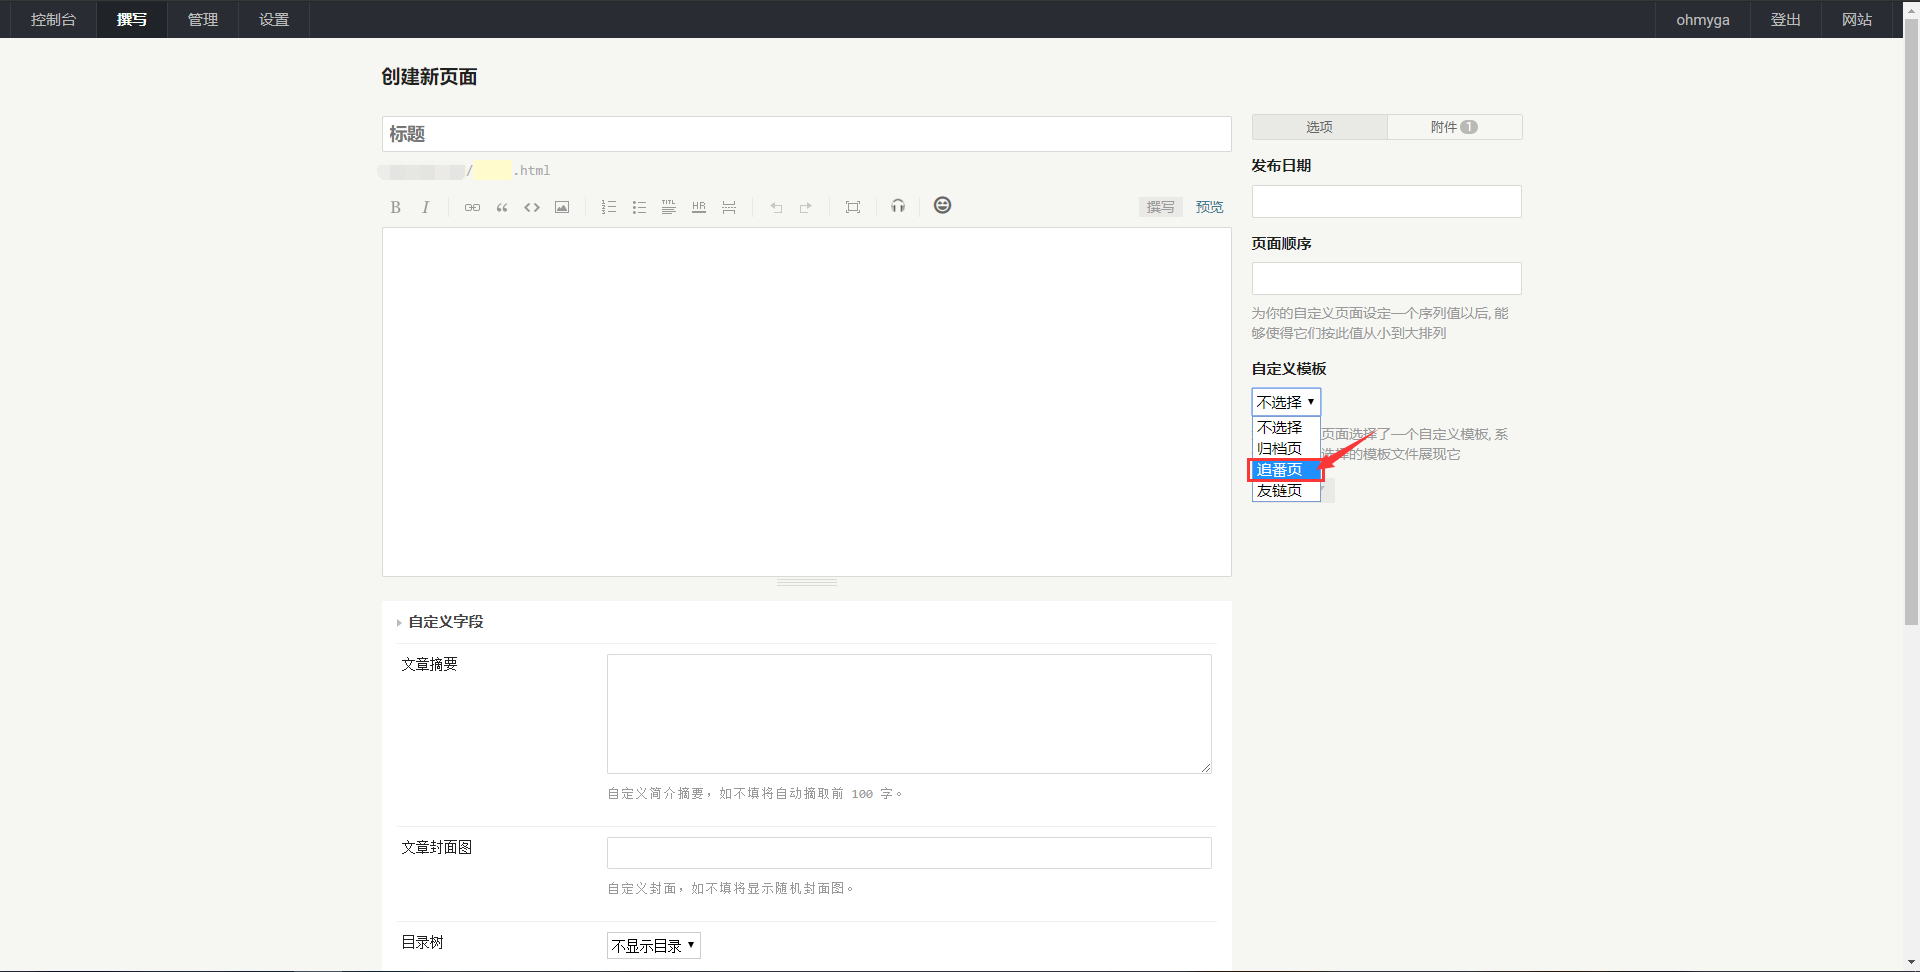 控制台 撰写 管理 设置 ohmyga 登出 网站
创建新页面
标题
/ .html
B I HR 撰写 预览
选项 附件 1
发布日期
页面顺序
为你的自定义页面设定一个序列值以后, 能
够使得它们按此值从小到大排列
自定义模板
不选择
不选择
页面选择了一个自定义模板, 系
归档页
选择的模板文件展现它
追番页
友链页
自定义字段
文章摘要
自定义简介摘要，如不填将自动摘取前 100 字。
文章封面图
自定义封面，如不填将显示随机封面图。
目录树
不显示目录